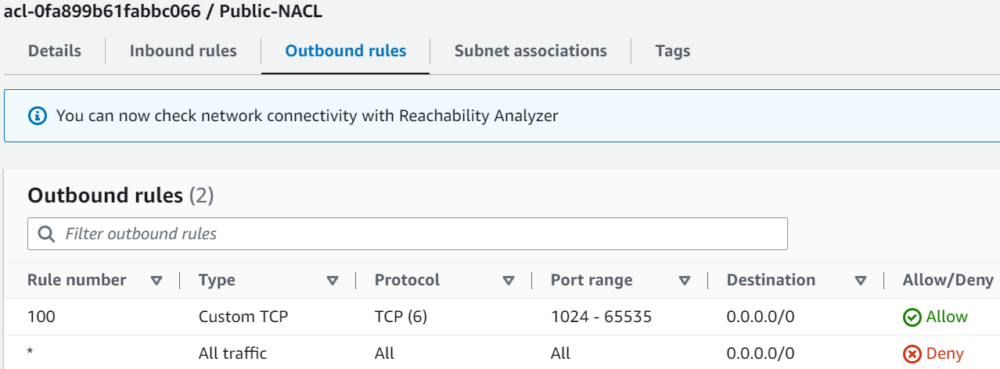 acl-0fa899b61fabbc066 / Public-NACL
Details Inbound rules Outbound rules Subnet associations Tags
You can now check network connectivity with Reachability Analyzer
Outbound rules (2)
Filter outbound rules
Rule number Type Protocol Port range Destination Allow/Deny
100 Custom TCP TCP (6) 1024 - 65535 0.0.0.0/0 Allow
* All traffic All All 0.0.0.0/0 Deny